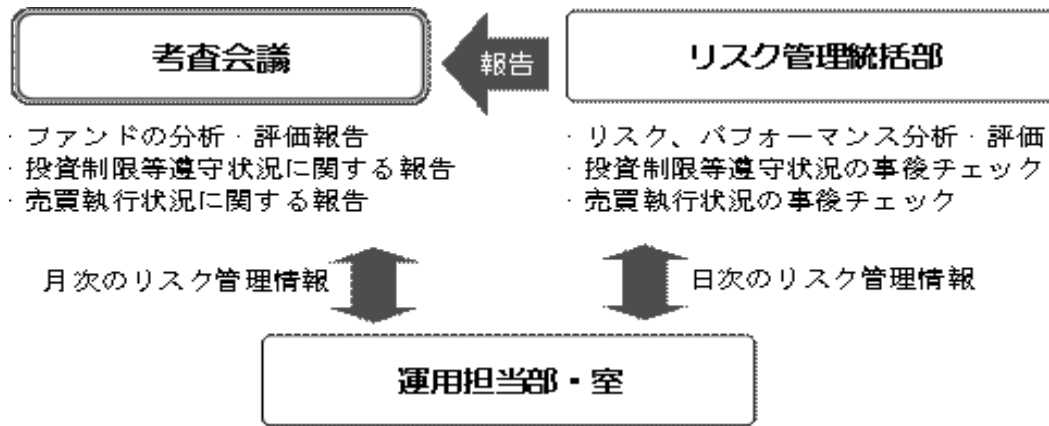 考査会議
報告
リスク管理統括部
· ファンドの分析・評価報告
· 投資制限等遵守状況に関する報告
· 売買執行状況に関する報告
· リスク、パフォーマンス分析・評価
· 投資制限等遵守状況の事後チェック
· 売買執行状況の事後チェック
月次のリスク管理情報
日次のリスク管理情報
運用担当部・室